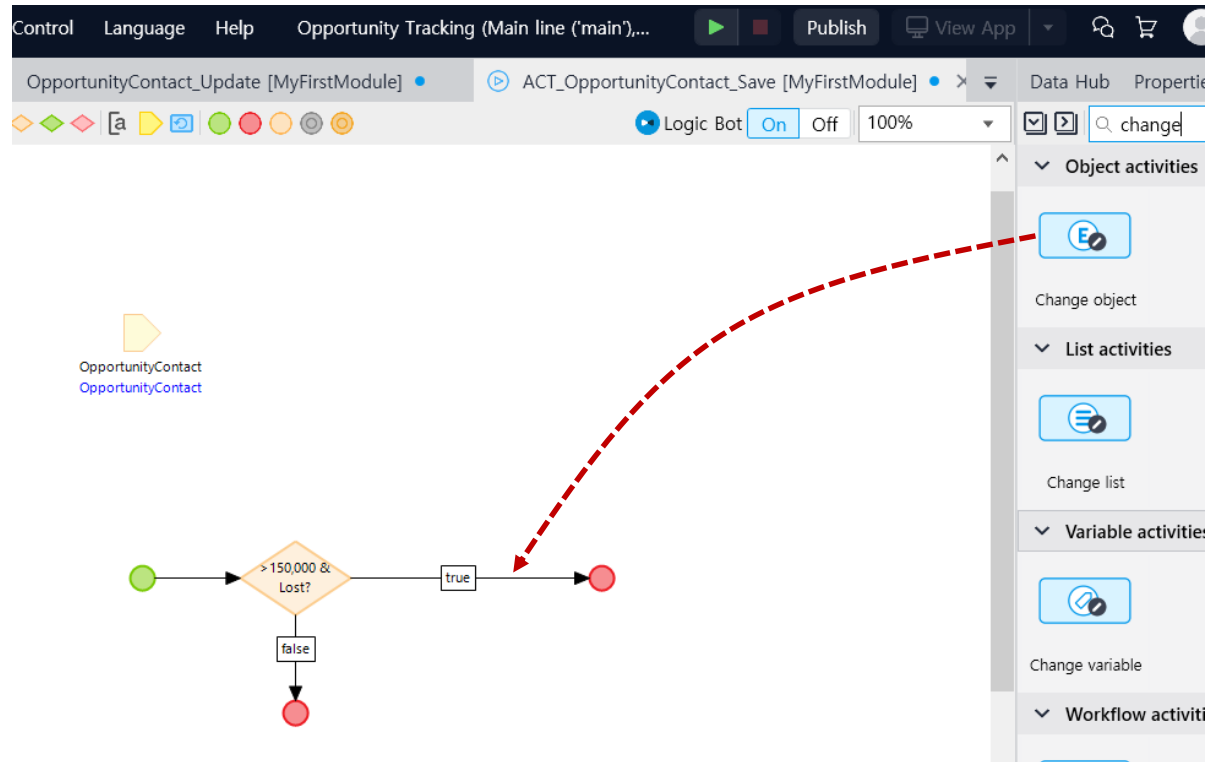 Control Language Help Opportunity Tracking (Main line ('main'),... Publish View App
OpportunityContact_Update [MyFirstModule] ACT_OpportunityContact_Save [MyFirstModule] Data Hub Propertie
[a Logic Bot On Off 100% change
Object activities
E
Change object
OpportunityContact
OpportunityContact
List activities
Change list
Variable activities
>150,000 &
Lost?
true
false
Change variable
Workflow activiti